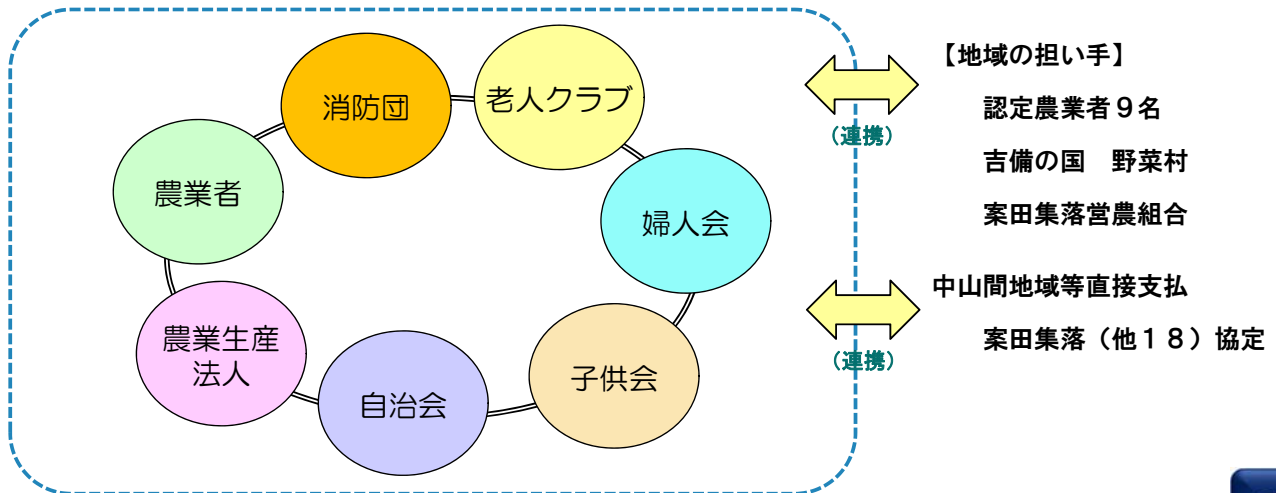 消防団
老人クラブ
農業者
婦人会
農業生産
法人
自治会
子供会
(連携)
【地域の担い手】
認定農業者９名
吉備の国　野菜村
案田集落営農組合
(連携)
中山間地域等直接支払
案田集落（他１８）協定